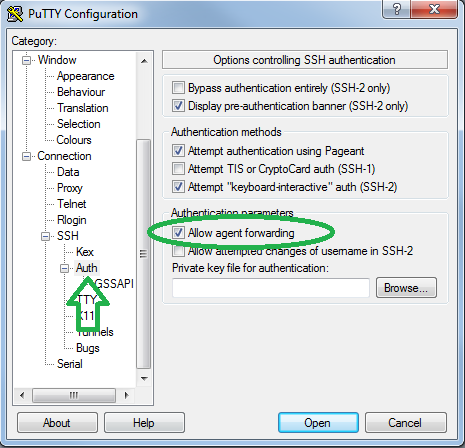 PuTTY Configuration
Category:
Window
Appearance
Behaviour
Translation
Selection
Colours
Connection
Data
Proxy
Telnet
Rlogin
SSH
Kex
Auth
GSSAPI
TTY
X11
Tunnels
Bugs
Serial
Options controlling SSH authentication
Bypass authentication entirely (SSH-2 only)
Display pre-authentication banner (SSH-2 only)
Authentication methods
Attempt authentication using Pageant
Attempt TIS or CryptoCard auth (SSH-1)
Attempt "keyboard-interactive" auth (SSH-2)
Authentication parameters
Allow agent forwarding
Allow attempted changes of username in SSH-2
Private key file for authentication:
Browse...
About
Help
Open
Cancel